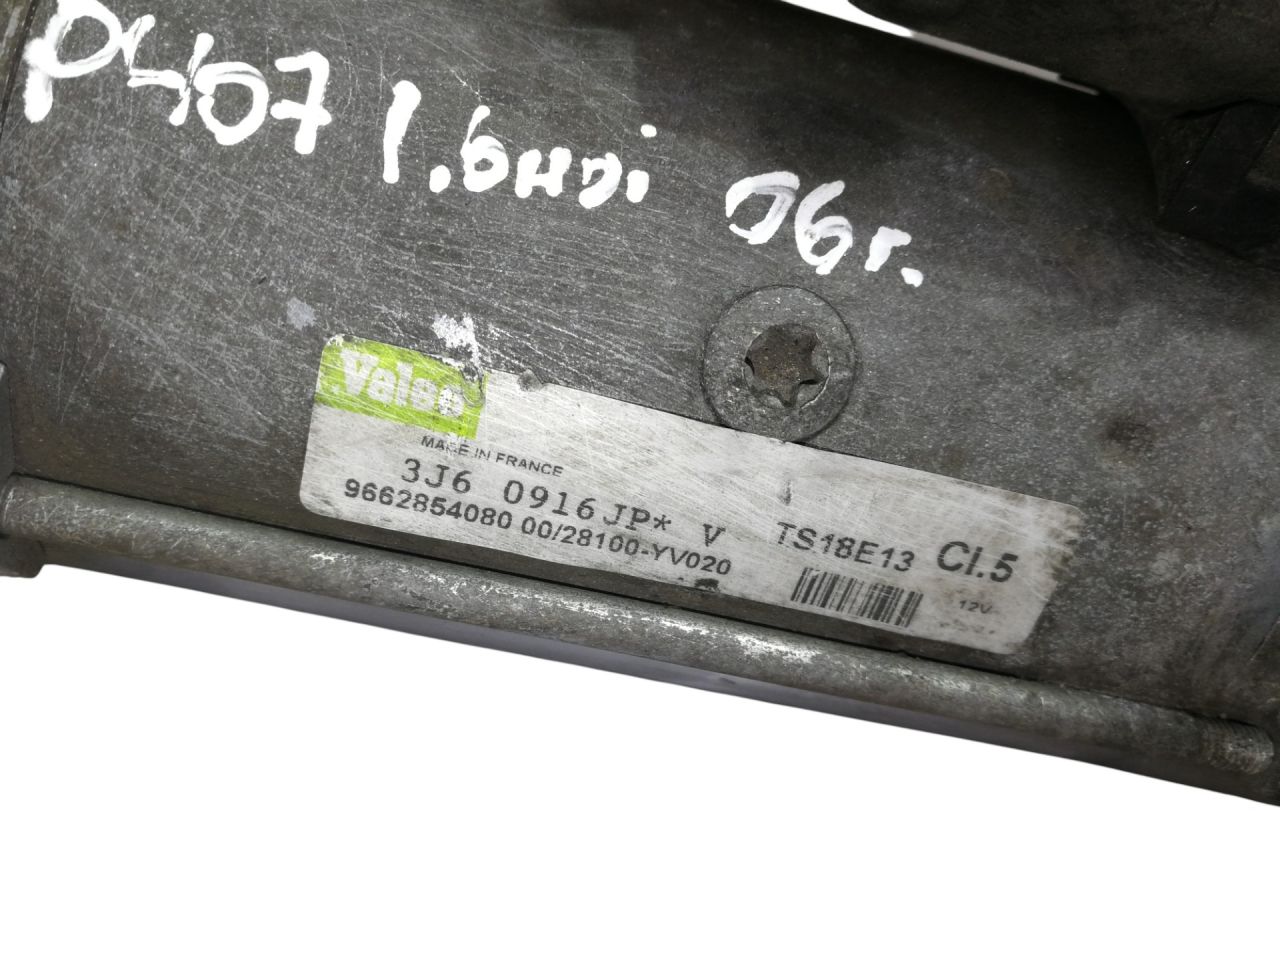 P407 1.6HDi 06г.
Valeo
MADE IN FRANCE
3J6 0916JP* V
9662854080 00/28100-YV020
TS18E13 Cl.5
12V